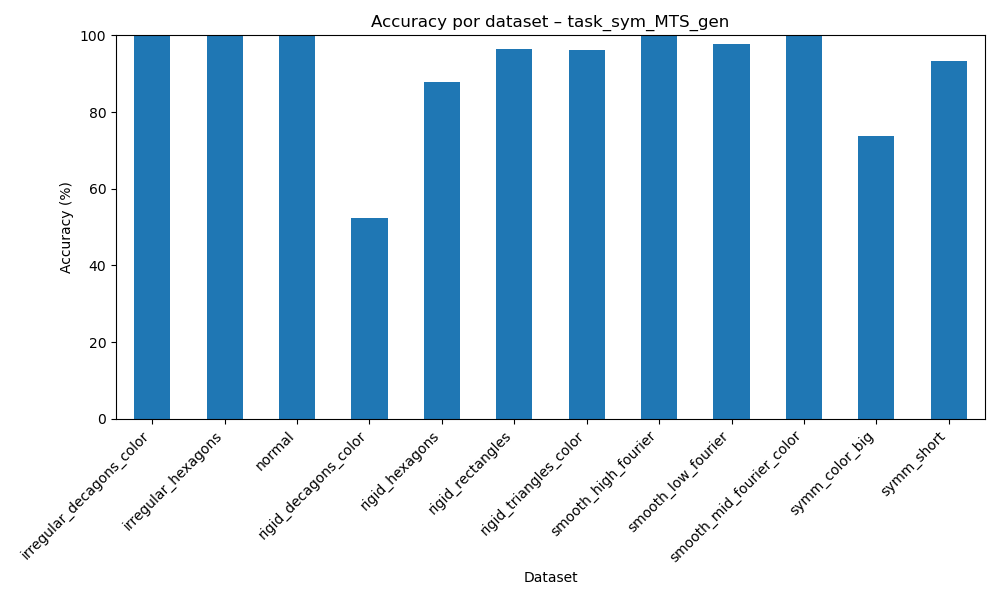 Accuracy por dataset – task_sym_MTS_gen
100
80
60
40
20
0
Accuracy (%)
irregular_decagons_color
irregular_hexagons
normal
rigid_decagons_color
rigid_hexagons
rigid_rectangles
rigid_triangles_color
smooth_high_fourier
smooth_low_fourier
smooth_mid_fourier_color
symm_color_big
symm_short
Dataset